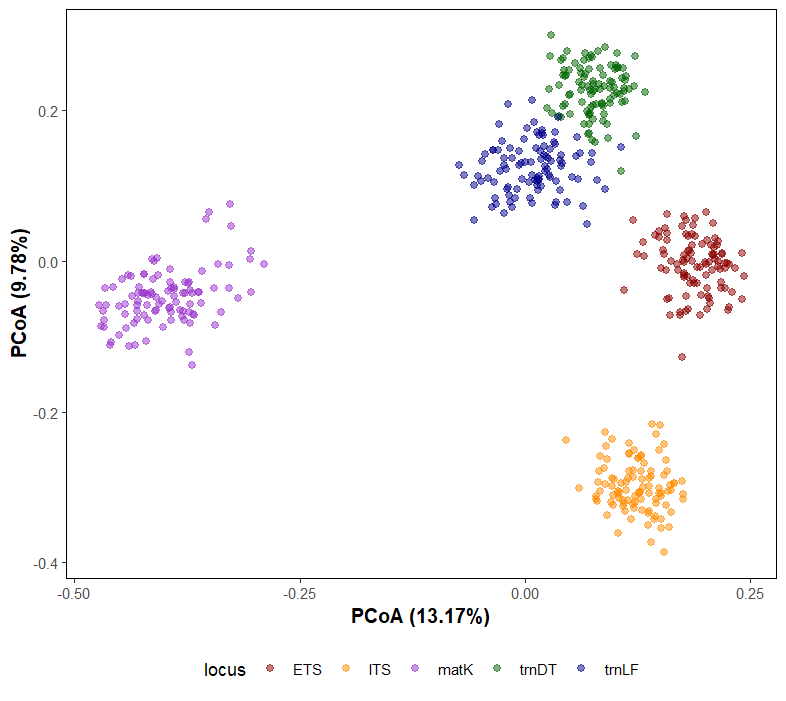 PCoA (9.78%)
0.2
0.0
-0.2
-0.4
-0.50 -0.25 0.00 0.25
PCoA (13.17%)
locus ETS ITS matK trnDT trnLF